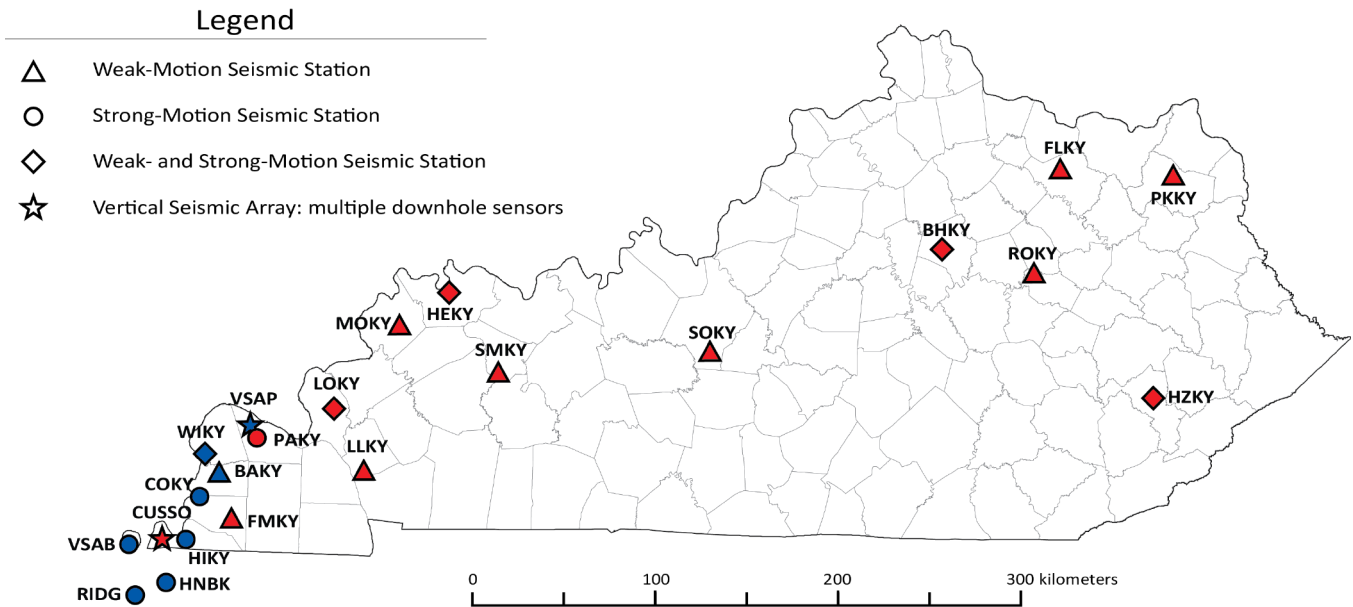 Legend
Weak-Motion Seismic Station
Strong-Motion Seismic Station
Weak- and Strong-Motion Seismic Station
Vertical Seismic Array: multiple downhole sensors
FLKY
PKKY
BHKY
ROKY
HEKY
MOKY
SOKY
SMKY
LOKY
HZKY
VSAP
WIKY
PAKY
LLKY
BAKY
COKY
CUSSO
FMKY
VSAB
HIKY
HNBK
RIDG
0 100 200 300 kilometers